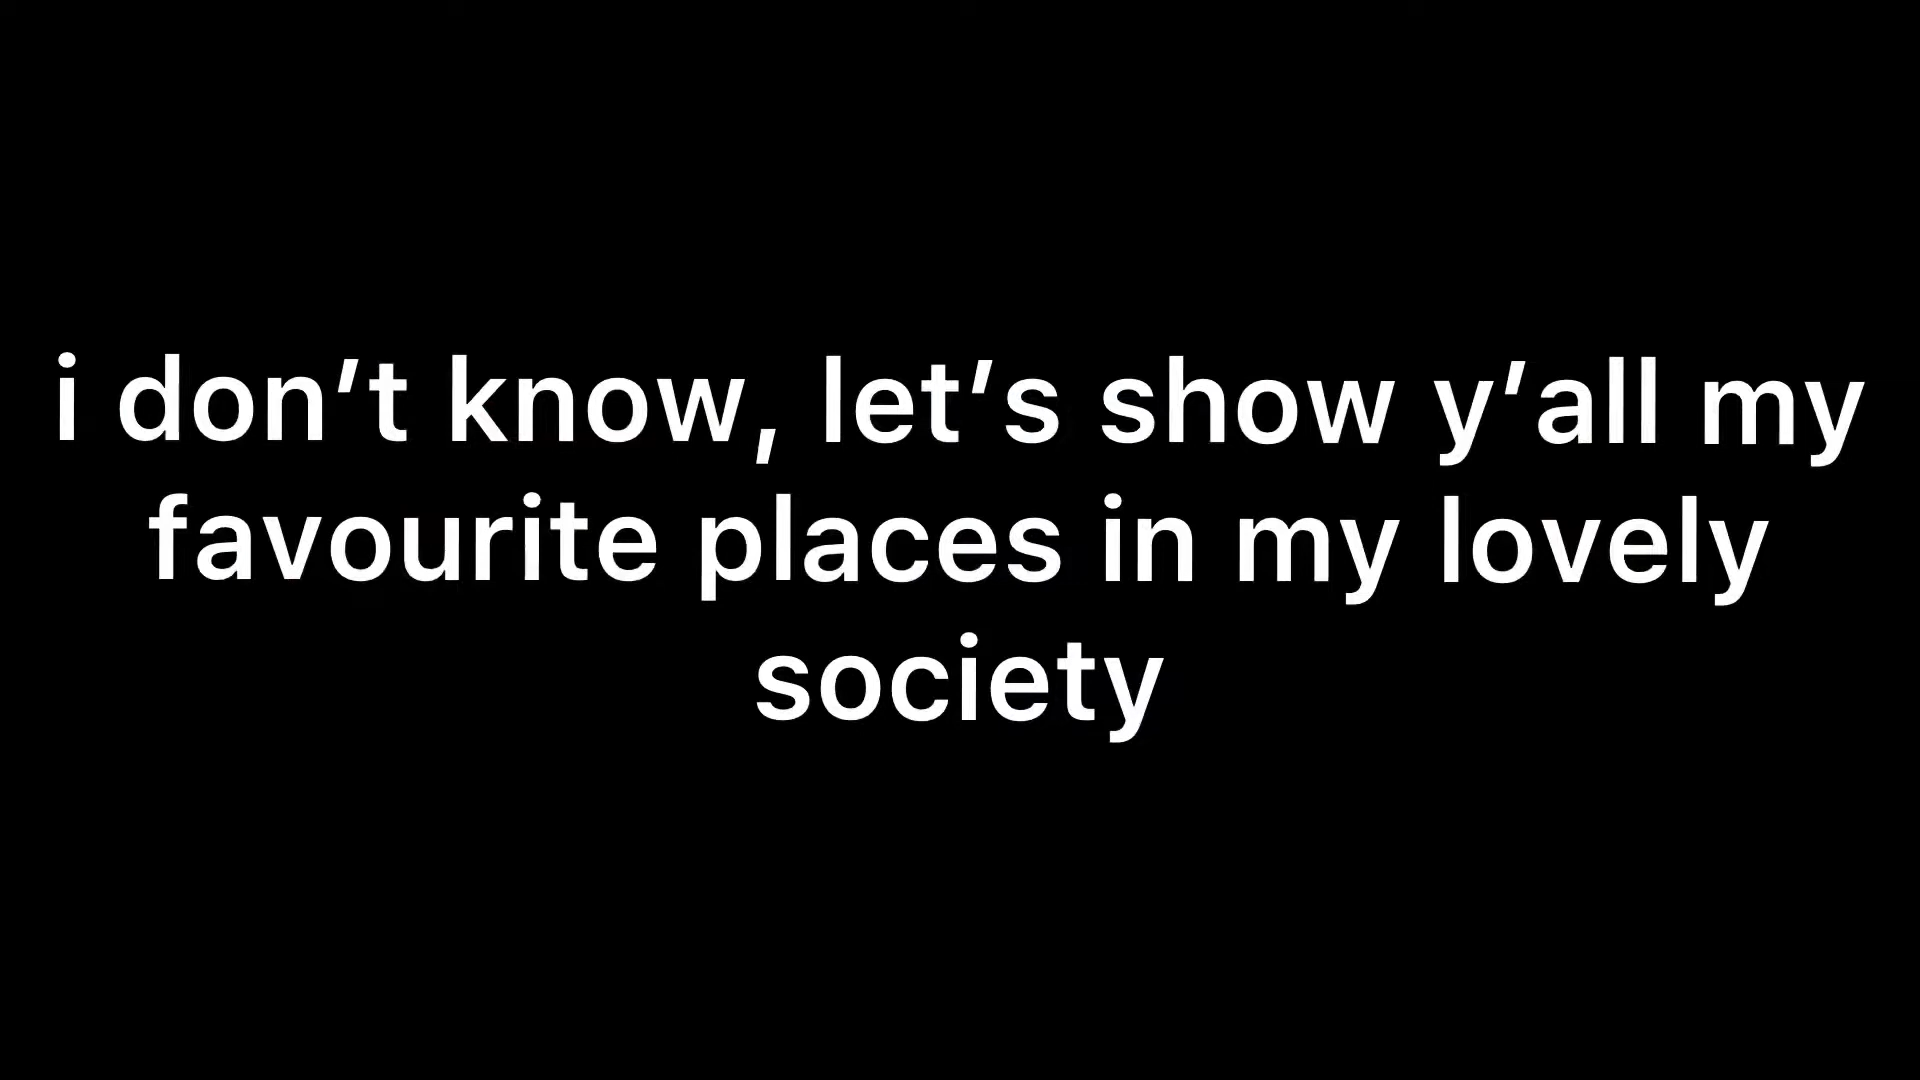 i don’t know, let’s show y’all my
favourite places in my lovely
society